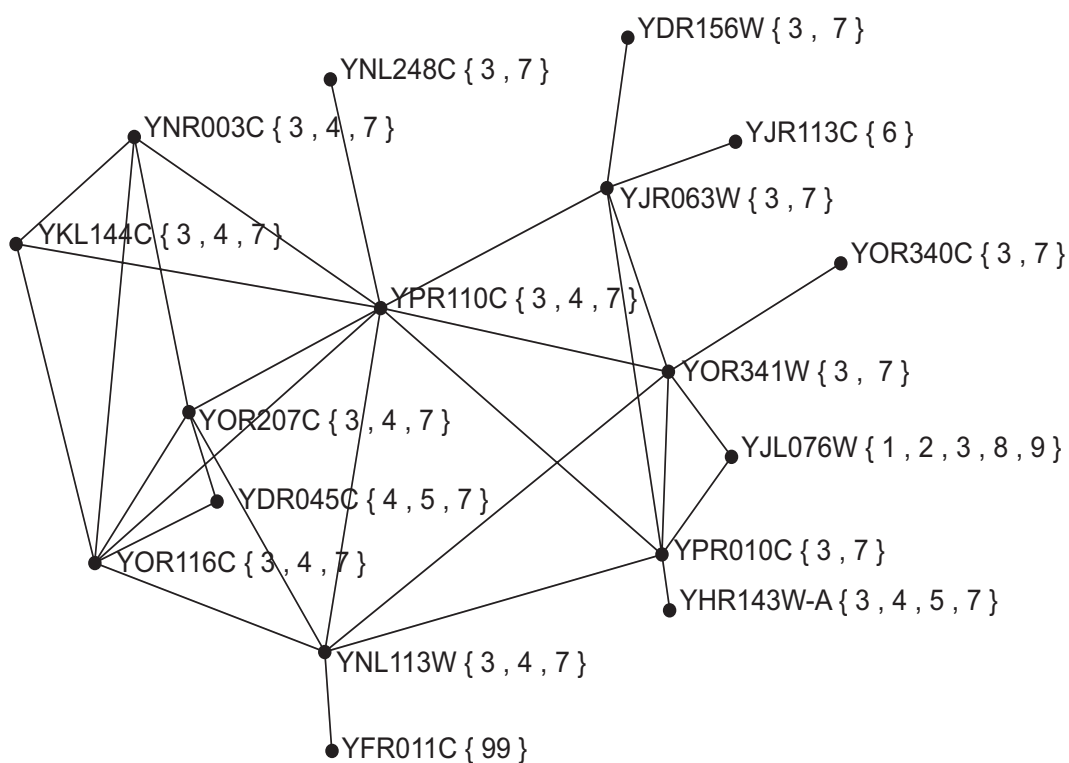 YDR156W { 3 , 7 }
YNL248C { 3 , 7 }
YNR003C { 3 , 4 , 7 }
YJR113C { 6 }
YJR063W { 3 , 7 }
YKL144C { 3 , 4 , 7 }
YOR340C { 3 , 7 }
YPR110C { 3 , 4 , 7 }
YOR341W { 3 , 7 }
YOR207C { 3 , 4 , 7 }
YJL076W { 1 , 2 , 3 , 8 , 9 }
YDR045C { 4 , 5 , 7 }
YPR010C { 3 , 7 }
YOR116C { 3 , 4 , 7 }
YHR143W-A { 3 , 4 , 5 , 7 }
YNL113W { 3 , 4 , 7 }
YFR011C { 99 }